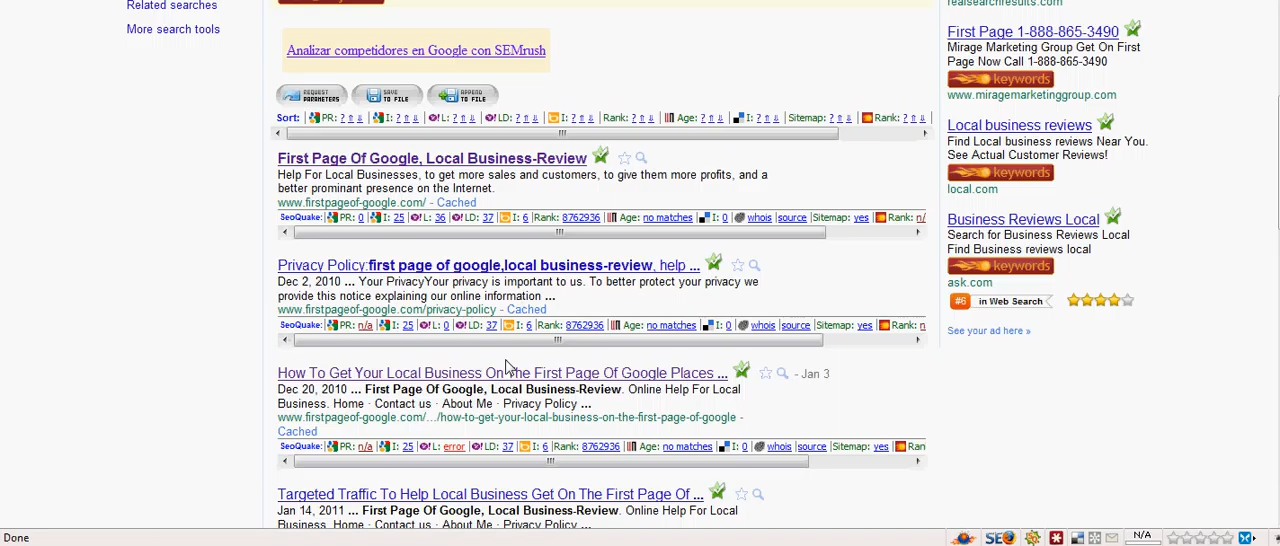 Related searches
More search tools
Analizar competidores en Google con SEMrush
REQUEST PARAMETERS
SAVE TO FILE
APPEND TO FILE
Sort: PR: ? | I: ? | L: ? | LD: ? | I: ? | Rank: ? | Age: ? | I: ? | Sitemap: ? | Rank: ?
First Page Of Google, Local Business-Review
Help For Local Businesses, to get more sales and customers, to give them more profits, and a
better prominant presence on the Internet.
www.firstpageof-google.com/ - Cached
SeoQuake: PR: 0 | I: 25 | L: 36 | LD: 37 | I: 6 | Rank: 8762936 | Age: no matches | I: 0 | whois | source | Sitemap: yes | Rank: n/
Privacy Policy:first page of google,local business-review, help ...
Dec 2, 2010 ... Your PrivacyYour privacy is important to us. To better protect your privacy we
provide this notice explaining our online information ...
www.firstpageof-google.com/privacy-policy - Cached
SeoQuake: PR: n/a | I: 25 | L: 0 | LD: 37 | I: 6 | Rank: 8762936 | Age: no matches | I: 0 | whois | source | Sitemap: yes | Rank: n
How To Get Your Local Business On The First Page Of Google Places ... - Jan 3
Dec 20, 2010 ... First Page Of Google, Local Business-Review. Online Help For Local
Business. Home · Contact us · About Me · Privacy Policy ...
www.firstpageof-google.com/.../how-to-get-your-local-business-on-the-first-page-of-google -
Cached
SeoQuake: PR: n/a | I: 25 | L: error | LD: 37 | I: 6 | Rank: 8762936 | Age: no matches | I: 0 | whois | source | Sitemap: yes | Ran
Targeted Traffic To Help Local Business Get On The First Page Of ...
Jan 14, 2011 ... First Page Of Google, Local Business-Review. Online Help For Local
Business. Home · Contact us · About Me · Privacy Policy ...
realsearchresults.com
First Page 1-888-865-3490
Mirage Marketing Group Get On First
Page Now Call 1-888-865-3490
keywords
www.miragemarketinggroup.com
Local business reviews
Find Local business reviews Near You.
See Actual Customer Reviews!
keywords
local.com
Business Reviews Local
Search for Business Reviews Local
Find Business reviews local
keywords
ask.com
#6 in Web Search
See your ad here »
Done
SE
N/A